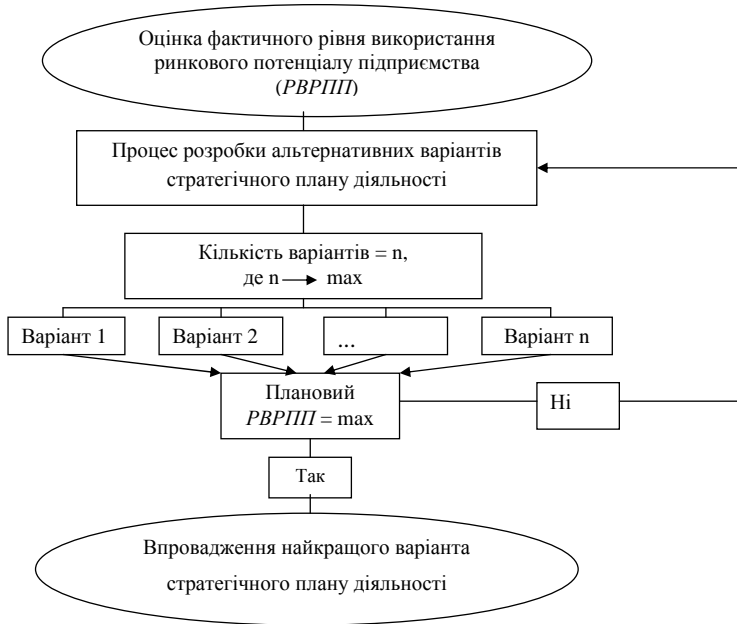 Оцінка фактичного рівня використання
ринкового потенціалу підприємства
(РВРПП)
Процес розробки альтернативних варіантів
стратегічного плану діяльності
Кількість варіантів = n,
де n → max
Варіант 1
Варіант 2
...
Варіант n
Плановий
РВРПП = max
Ні
Так
Впровадження найкращого варіанта
стратегічного плану діяльності